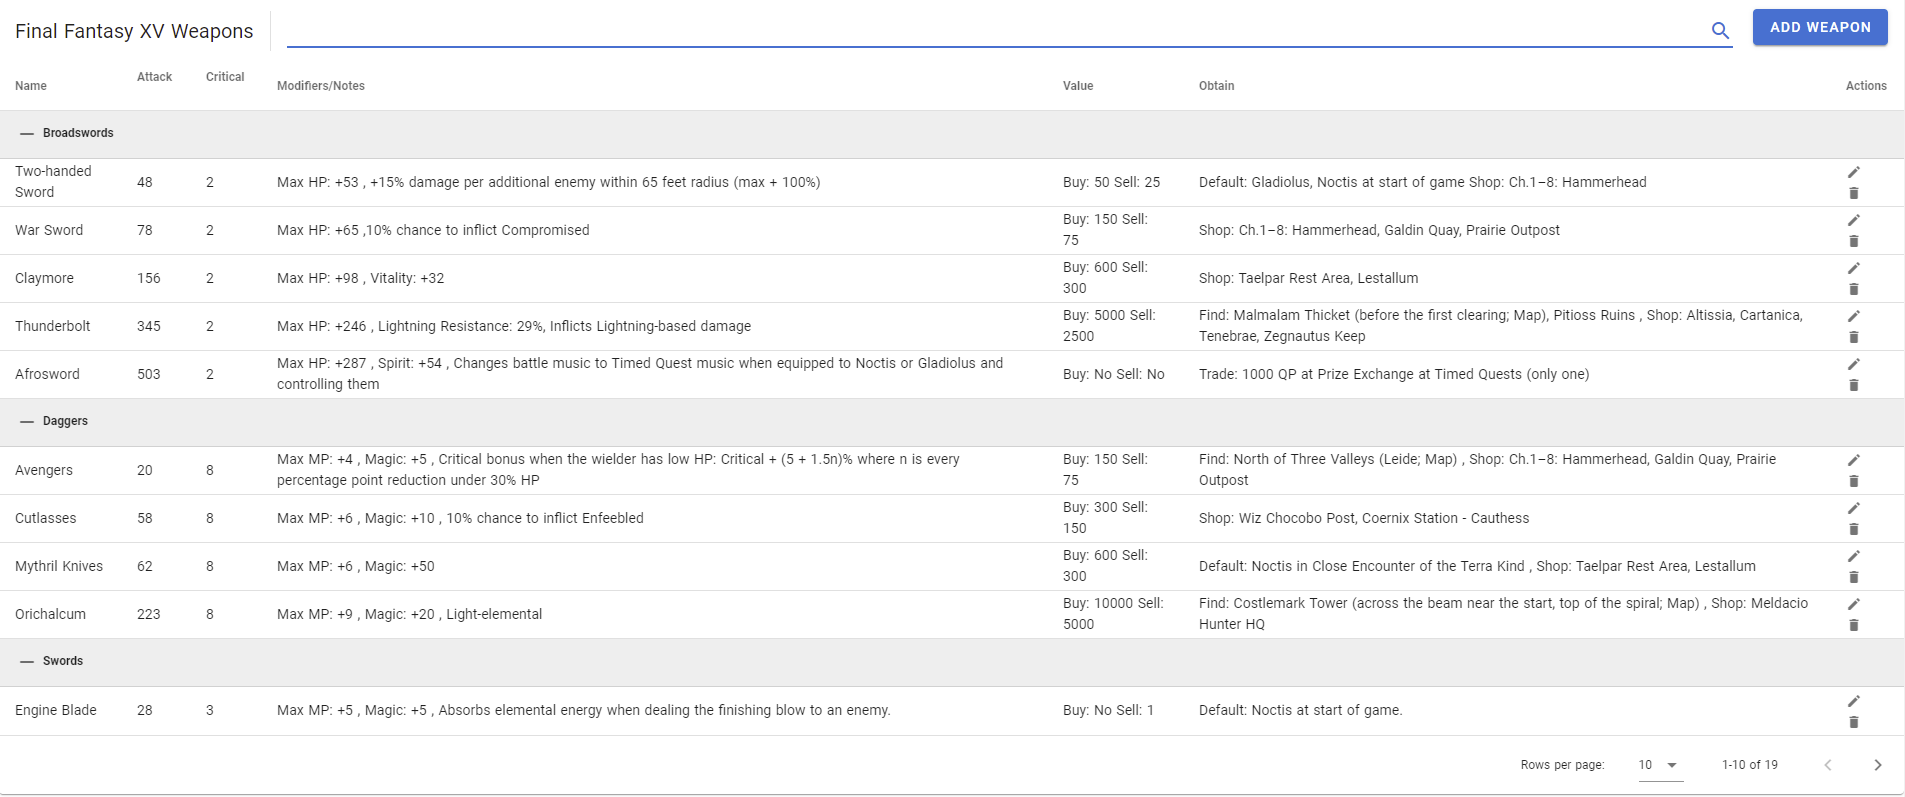 Final Fantasy XV Weapons
ADD WEAPON
Name Attack Critical Modifiers/Notes Value Obtain Actions
Broadswords
Two-handed Sword 48 2 Max HP: +53 , +15% damage per additional enemy within 65 feet radius (max + 100%) Buy: 50 Sell: 25 Default: Gladiolus, Noctis at start of game Shop: Ch.1–8: Hammerhead
War Sword 78 2 Max HP: +65 ,10% chance to inflict Compromised Buy: 150 Sell: 75 Shop: Ch.1–8: Hammerhead, Galdin Quay, Prairie Outpost
Claymore 156 2 Max HP: +98 , Vitality: +32 Buy: 600 Sell: 300 Shop: Taelpar Rest Area, Lestallum
Thunderbolt 345 2 Max HP: +246 , Lightning Resistance: 29%, Inflicts Lightning-based damage Buy: 5000 Sell: 2500 Find: Malmalam Thicket (before the first clearing; Map), Pitioss Ruins , Shop: Altissia, Cartanica, Tenebrae, Zegnautus Keep
Afrosword 503 2 Max HP: +287 , Spirit: +54 , Changes battle music to Timed Quest music when equipped to Noctis or Gladiolus and controlling them Buy: No Sell: No Trade: 1000 QP at Prize Exchange at Timed Quests (only one)
Daggers
Avengers 20 8 Max MP: +4 , Magic: +5 , Critical bonus when the wielder has low HP: Critical + (5 + 1.5n)% where n is every percentage point reduction under 30% HP Buy: 150 Sell: 75 Find: North of Three Valleys (Leide; Map) , Shop: Ch.1–8: Hammerhead, Galdin Quay, Prairie Outpost
Cutlasses 58 8 Max MP: +6 , Magic: +10 , 10% chance to inflict Enfeebled Buy: 300 Sell: 150 Shop: Wiz Chocobo Post, Coernix Station - Cauthess
Mythril Knives 62 8 Max MP: +6 , Magic: +50 Buy: 600 Sell: 300 Default: Noctis in Close Encounter of the Terra Kind , Shop: Taelpar Rest Area, Lestallum
Orichalcum 223 8 Max MP: +9 , Magic: +20 , Light-elemental Buy: 10000 Sell: 5000 Find: Costlemark Tower (across the beam near the start, top of the spiral; Map) , Shop: Meldacio Hunter HQ
Swords
Engine Blade 28 3 Max MP: +5 , Magic: +5 , Absorbs elemental energy when dealing the finishing blow to an enemy. Buy: No Sell: 1 Default: Noctis at start of game.
Rows per page: 10 1-10 of 19